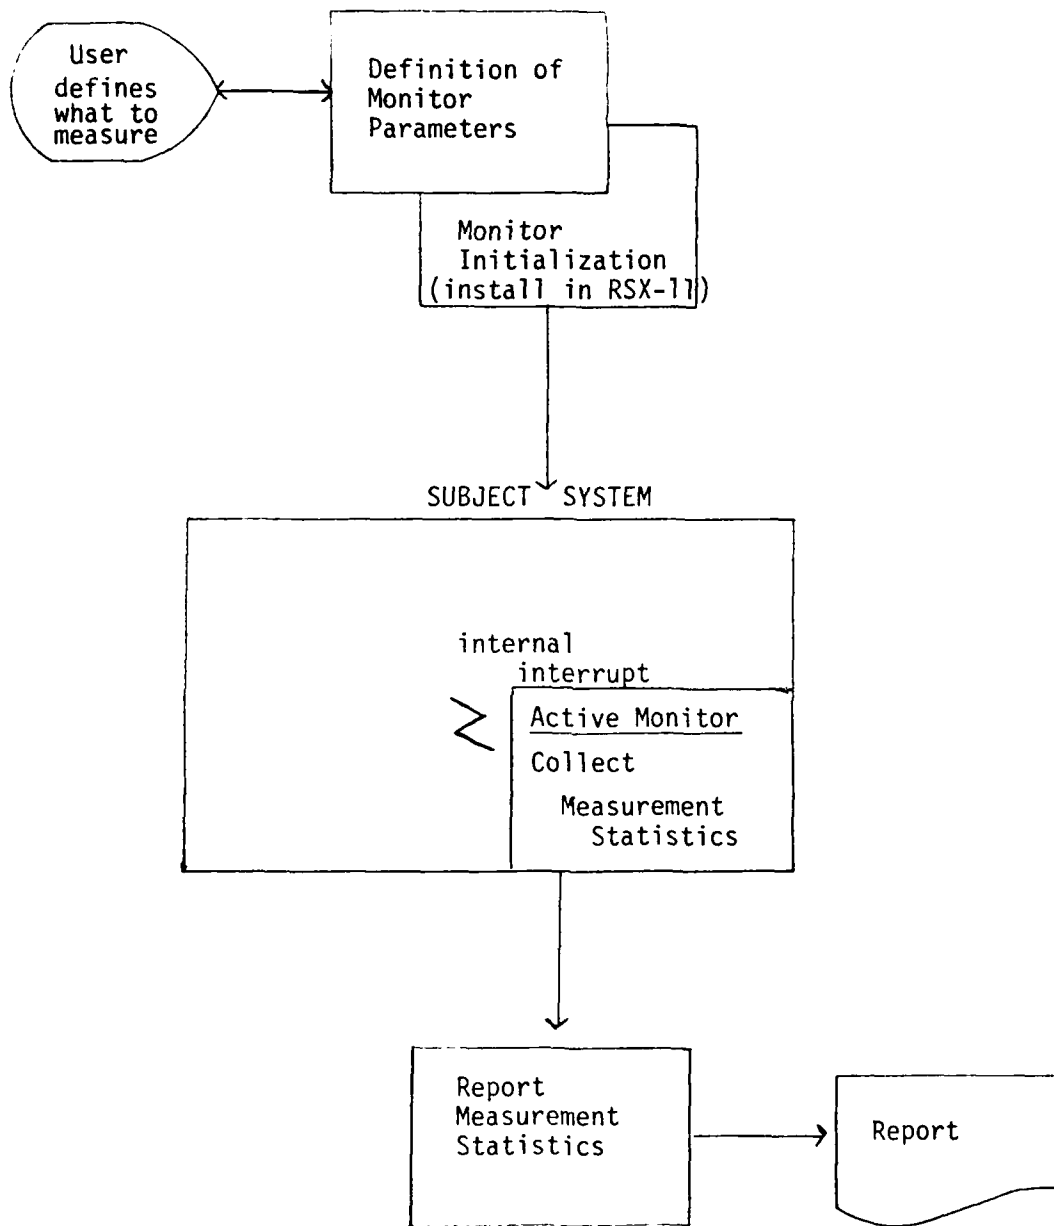 User
defines
what to
measure
Definition of
Monitor
Parameters
Monitor
Initialization
(install in RSX-11)
SUBJECT SYSTEM
internal
interrupt
Active Monitor
Collect
Measurement
Statistics
Report
Measurement
Statistics
Report